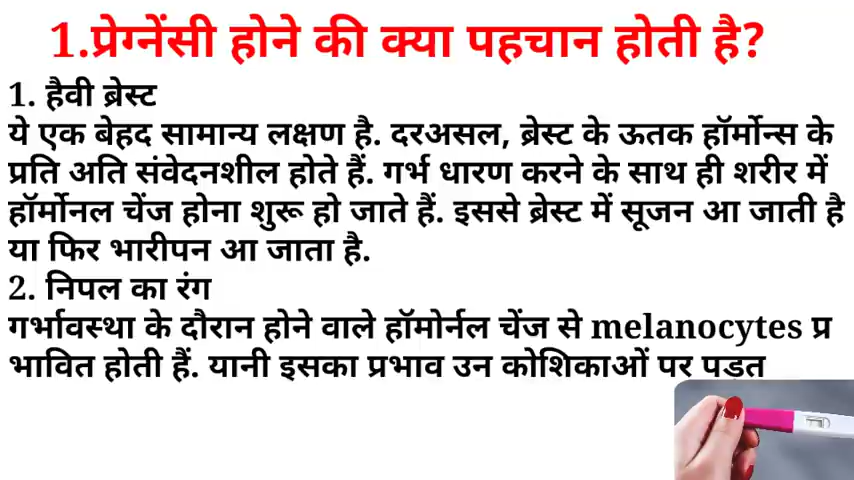 1.प्रेग्नेंसी होने की क्या पहचान होती है?
1. हैवी ब्रेस्ट
ये एक बेहद सामान्य लक्षण है. दरअसल, ब्रेस्ट के ऊतक हॉर्मोन्स के
प्रति अति संवेदनशील होते हैं. गर्भ धारण करने के साथ ही शरीर में
हॉर्मोनल चेंज होना शुरू हो जाते हैं. इससे ब्रेस्ट में सूजन आ जाती है
या फिर भारीपन आ जाता है.
2. निपल का रंग
गर्भावस्था के दौरान होने वाले हॉमोर्नल चेंज से melanocytes प्र
भावित होती हैं. यानी इसका प्रभाव उन कोशिकाओं पर पड़त